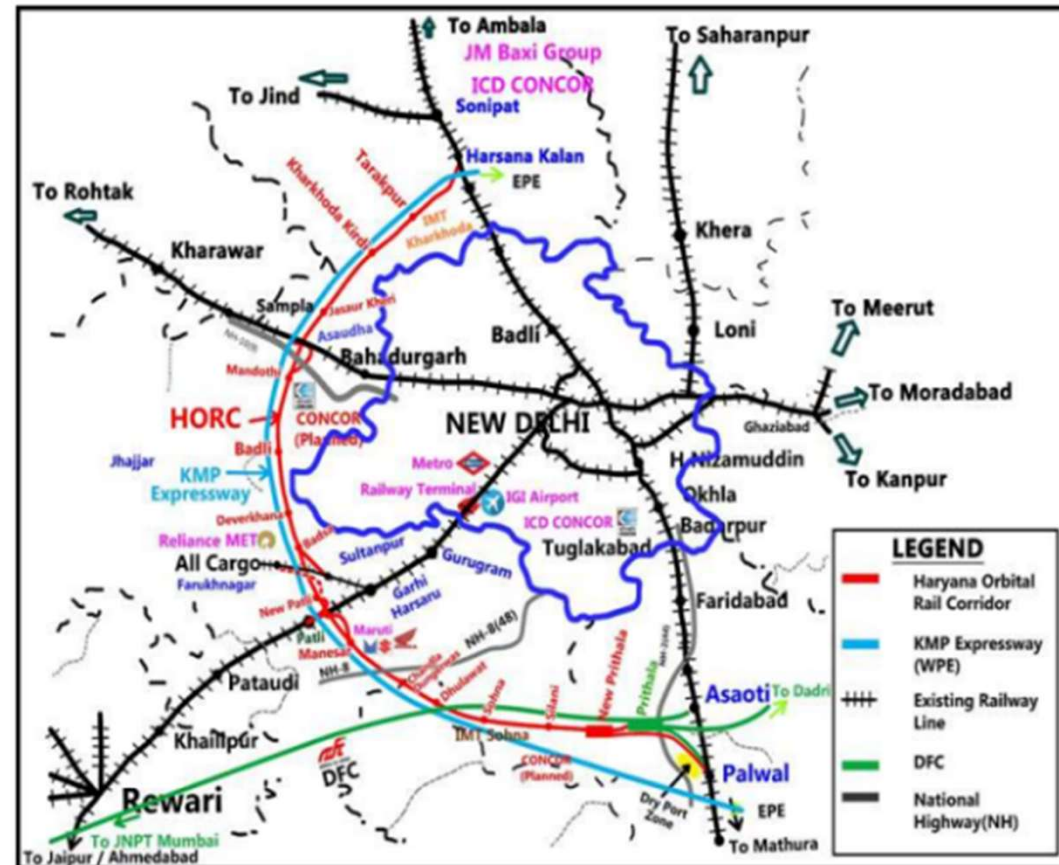 To Ambala
JM Baxi Group
ICD CONCOR
To Saharanpur
To Jind
Sonipat
Harsana Kalan
EPE
Tarakpur
Kharkhoda Kirdi
IMT
Kharkhoda
To Rohtak
Kharawar
Khera
Sampla
Jasaur Kheri
Asaudha
Badli
Loni
To Meerut
Bahadurgarh
Mandothi
To Moradabad
HORC
CONCOR
(Planned)
NEW DELHI
Ghaziabad
Badli
Jhajjar
KMP
Expressway
Metro
H.Nizamuddin
To Kanpur
Railway Terminal
IGI Airport
Okhla
Deverkhana
ICD CONCOR
Badarpur
Reliance MET
Badsa
Sultanpur
Tuglakabad
All Cargo
Gurugram
Farukhnagar
Garhi
Harsaru
Faridabad
New Patli
Patli
Maruti
Manesar
NH-8(48)
NH-8
Pataudi
Dhulawat
Sohna
Silani
New Prithala
Prithala
Asaoti
To Dadri
Khalilpur
IMT Sohna
DFC
CONCOR
(Planned)
Palwal
Dry Port
Zone
EPE
Rewari
To JNPT Mumbai
To Jaipur / Ahmedabad
To Mathura
LEGEND
Haryana Orbital
Rail Corridor
KMP Expressway
(WPE)
Existing Railway
Line
DFC
National
Highway(NH)